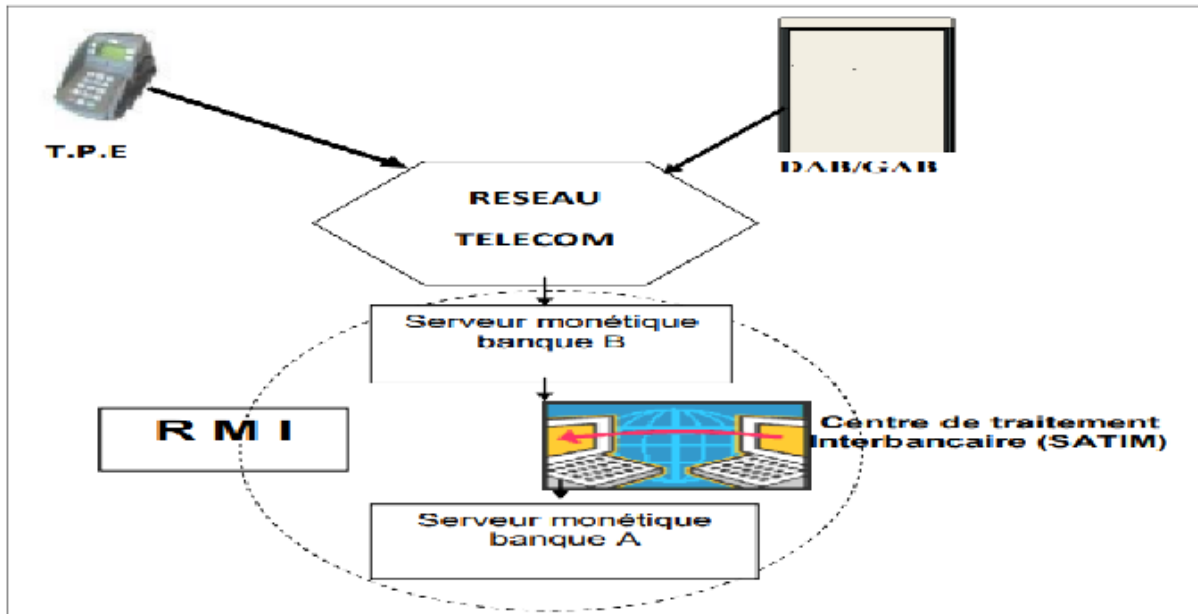 T.P.E
DAB/GAB
RESEAU
TELECOM
Serveur monétique
banque B
R M I
Centre de traitement
Interbancaire (SATIM)
Serveur monétique
banque A